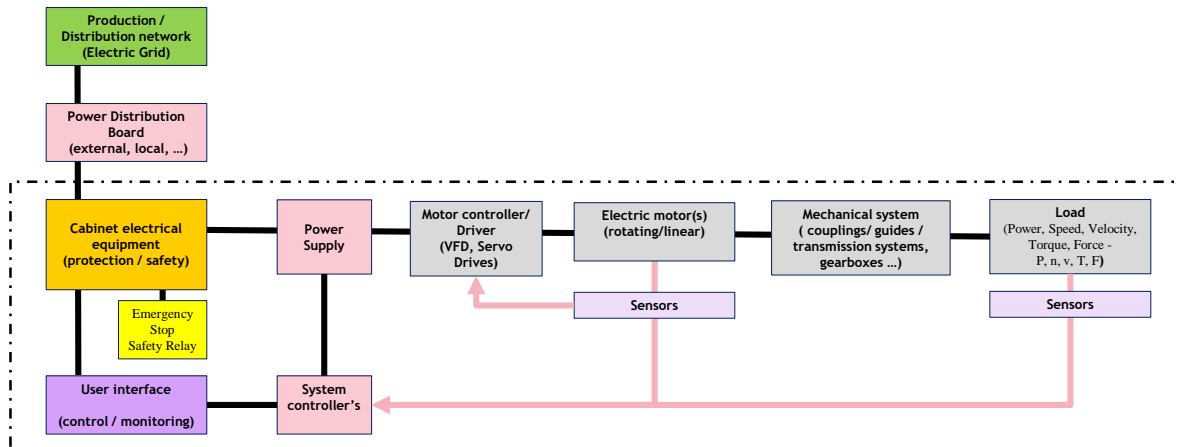 Production /
Distribution network
(Electric Grid)
Power Distribution
Board
(external, local, …)
Cabinet electrical
equipment
(protection / safety)
Power
Supply
Motor controller/
Driver
(VFD, Servo
Drives)
Electric motor(s)
(rotating/linear)
Mechanical system
( couplings/ guides /
transmission systems,
gearboxes …)
Load
(Power, Speed, Velocity,
Torque, Force -
P, n, v, T, F)
Emergency
Stop
Safety Relay
Sensors
Sensors
User interface
(control / monitoring)
System
controller’s